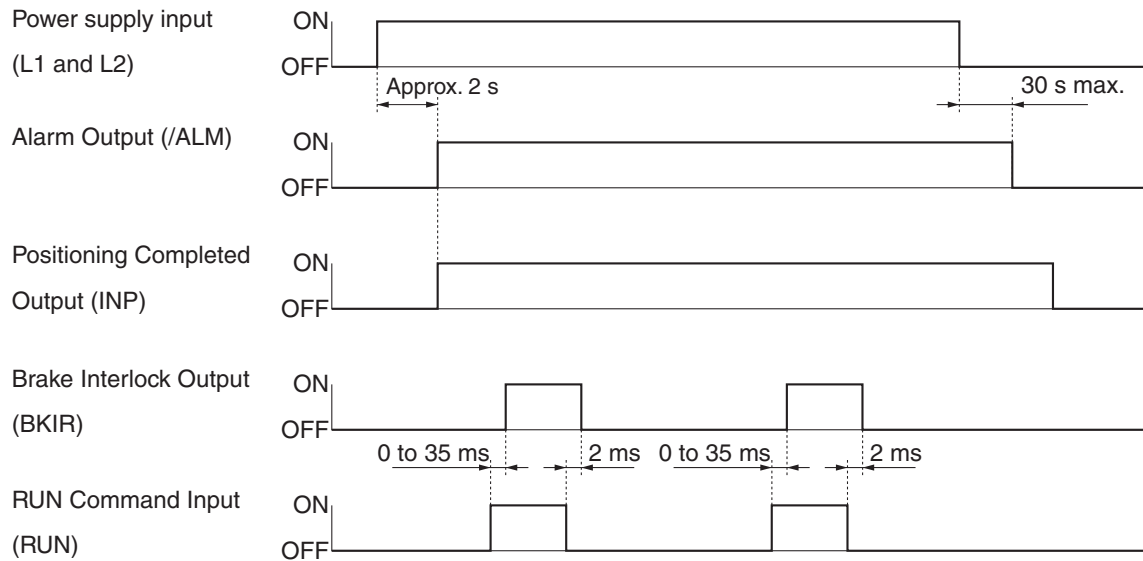 Power supply input
(L1 and L2)
ON
OFF
Approx. 2 s
30 s max.
Alarm Output (/ALM)
ON
OFF
Positioning Completed
Output (INP)
ON
OFF
Brake Interlock Output
(BKIR)
ON
OFF
0 to 35 ms
2 ms
0 to 35 ms
2 ms
RUN Command Input
(RUN)
ON
OFF